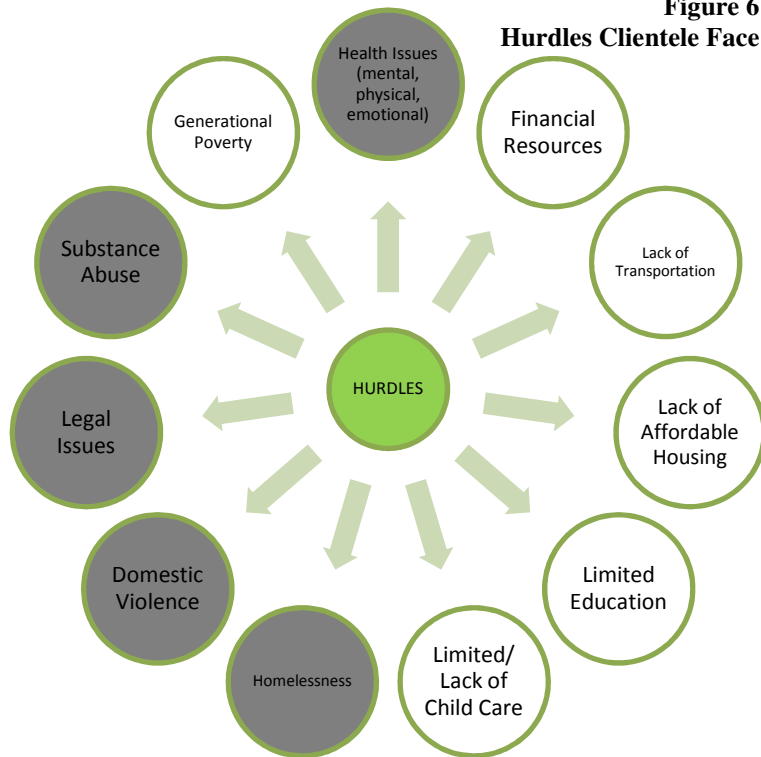 Figure 6
Hurdles Clientele Face
Health Issues
(mental,
physical,
emotional)
Financial
Resources
Lack of
Transportation
Lack of
Affordable
Housing
Limited
Education
Limited/
Lack of
Child Care
Homelessness
Domestic
Violence
Legal
Issues
Substance
Abuse
Generational
Poverty
HURDLES